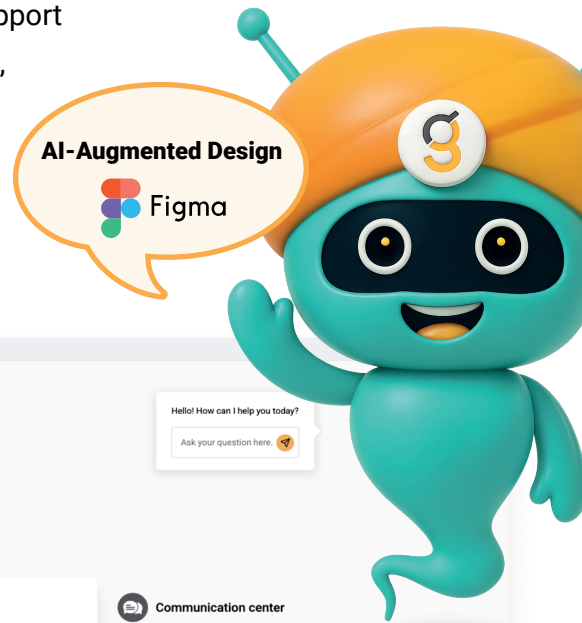 pport
,
AI-Augmented Design
Figma
g
Hello! How can I help you today?
Ask your question here.
Communication center